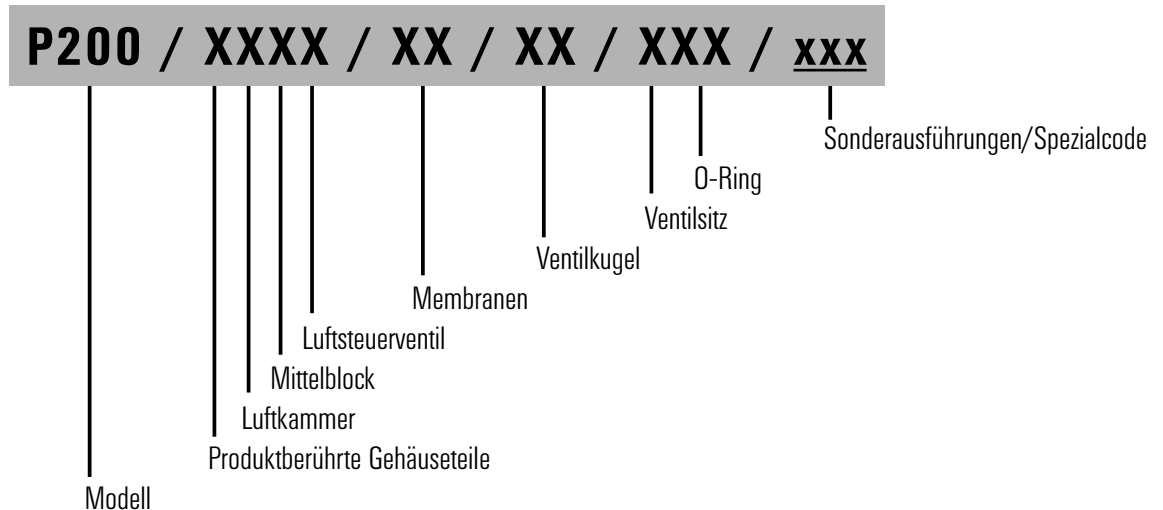 P200 / XXXX / XX / XX / XXX / xxx
Sonderausführungen/Spezialcode
O-Ring
Ventilsitz
Ventilkugel
Membranen
Luftsteuerventil
Mittelblock
Luftkammer
Produktberührte Gehäuseteile
Modell